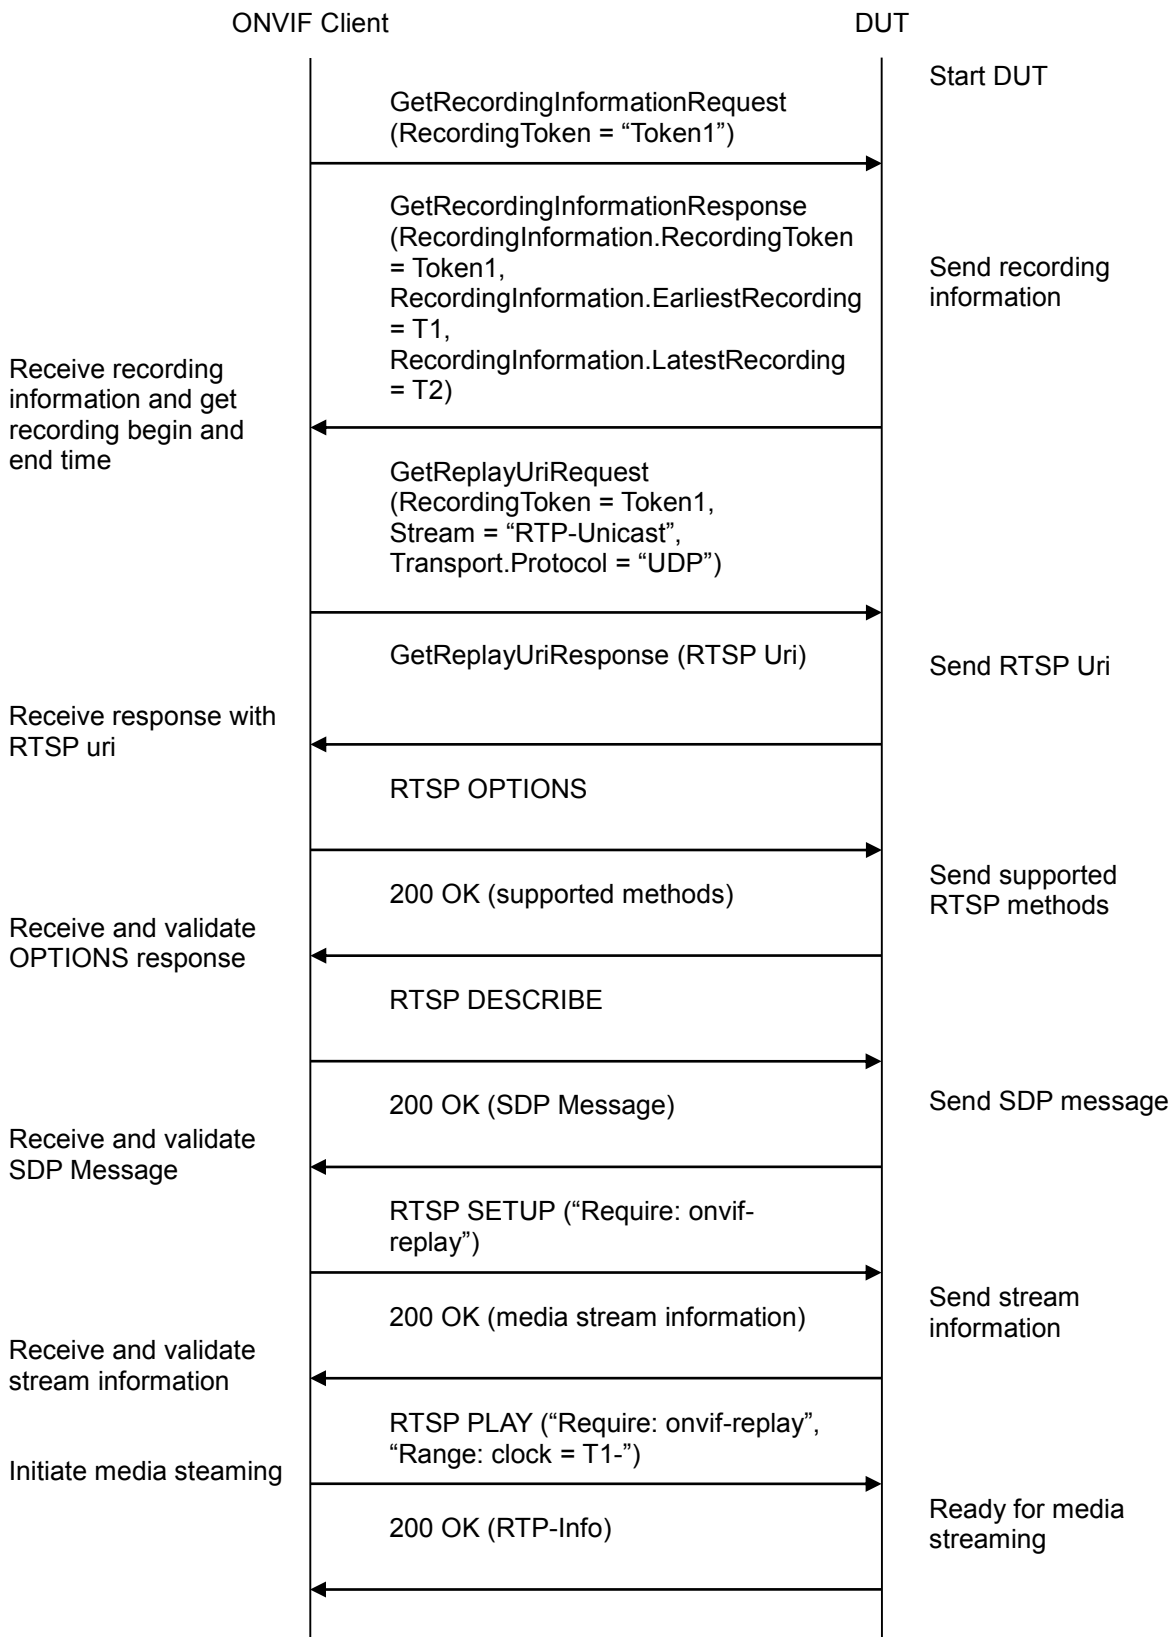 ONVIF Client
DUT
Start DUT
GetRecordingInformationRequest
(RecordingToken = “Token1”)
GetRecordingInformationResponse
(RecordingInformation.RecordingToken
= Token1,
RecordingInformation.EarliestRecording
= T1,
RecordingInformation.LatestRecording
= T2)
Send recording
information
Receive recording
information and get
recording begin and
end time
GetReplayUriRequest
(RecordingToken = Token1,
Stream = “RTP-Unicast”,
Transport.Protocol = “UDP”)
GetReplayUriResponse (RTSP Uri)
Send RTSP Uri
Receive response with
RTSP uri
RTSP OPTIONS
200 OK (supported methods)
Send supported
RTSP methods
Receive and validate
OPTIONS response
RTSP DESCRIBE
200 OK (SDP Message)
Send SDP message
Receive and validate
SDP Message
RTSP SETUP (“Require: onvif-
replay”)
200 OK (media stream information)
Send stream
information
Receive and validate
stream information
RTSP PLAY (“Require: onvif-replay”,
“Range: clock = T1-”)
Initiate media steaming
200 OK (RTP-Info)
Ready for media
streaming